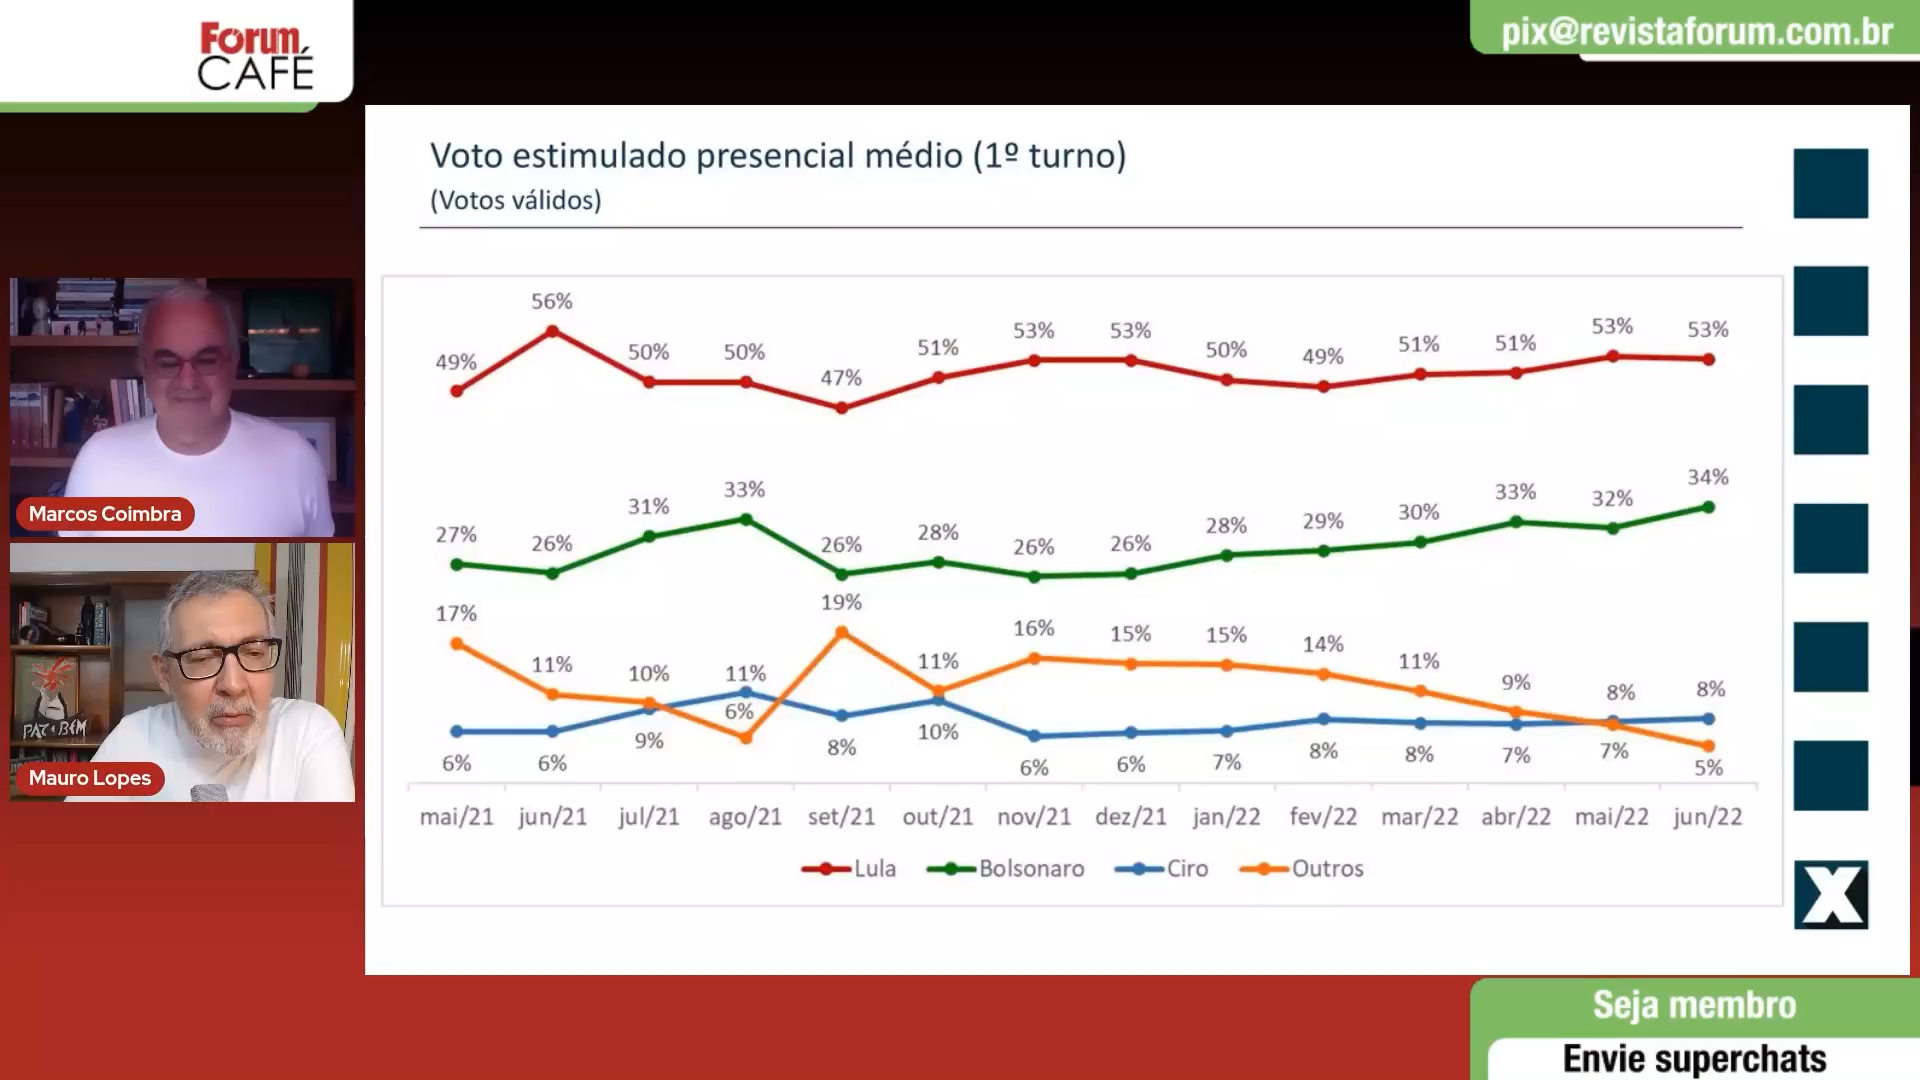 Forum
CAFÉ
pix@revistaforum.com.br
Voto estimulado presencial médio (1º turno)
(Votos válidos)
49% 56% 50% 50% 47% 51% 53% 53% 50% 49% 51% 51% 53% 53%
27% 26% 31% 33% 26% 28% 26% 26% 28% 29% 30% 33% 32% 34%
17% 11% 10% 6% 19% 11% 16% 15% 15% 14% 11% 9% 7% 5%
6% 6% 9% 11% 8% 10% 6% 6% 7% 8% 8% 7% 8% 8%
mai/21 jun/21 jul/21 ago/21 set/21 out/21 nov/21 dez/21 jan/22 fev/22 mar/22 abr/22 mai/22 jun/22
Lula Bolsonaro Ciro Outros
X
Marcos Coimbra
PAZ E BEM
Mauro Lopes
Seja membro
Envie superchats